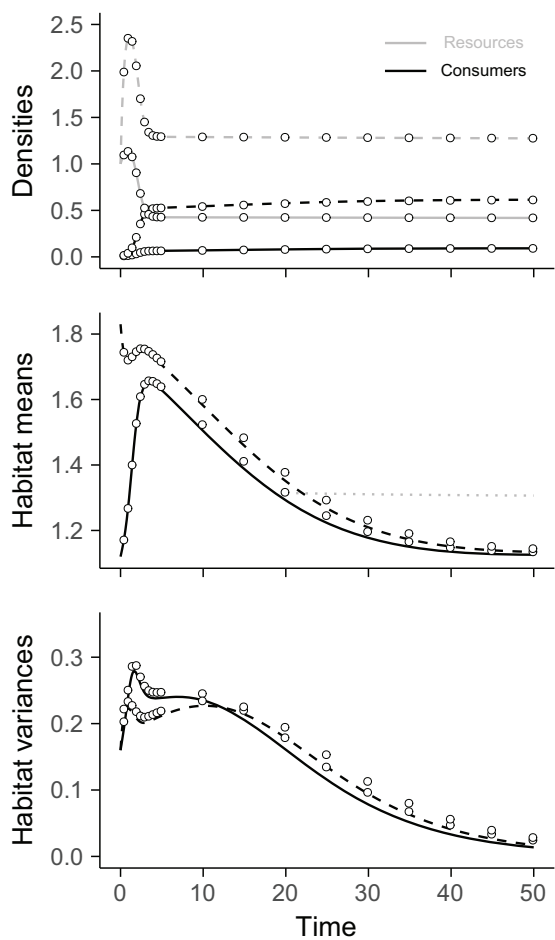 2.5
2.0
1.5
1.0
0.5
0.0
Densities
Resources
Consumers
1.8
1.6
1.4
1.2
Habitat means
0.3
0.2
0.1
0.0
Habitat variances
0 10 20 30 40 50
Time